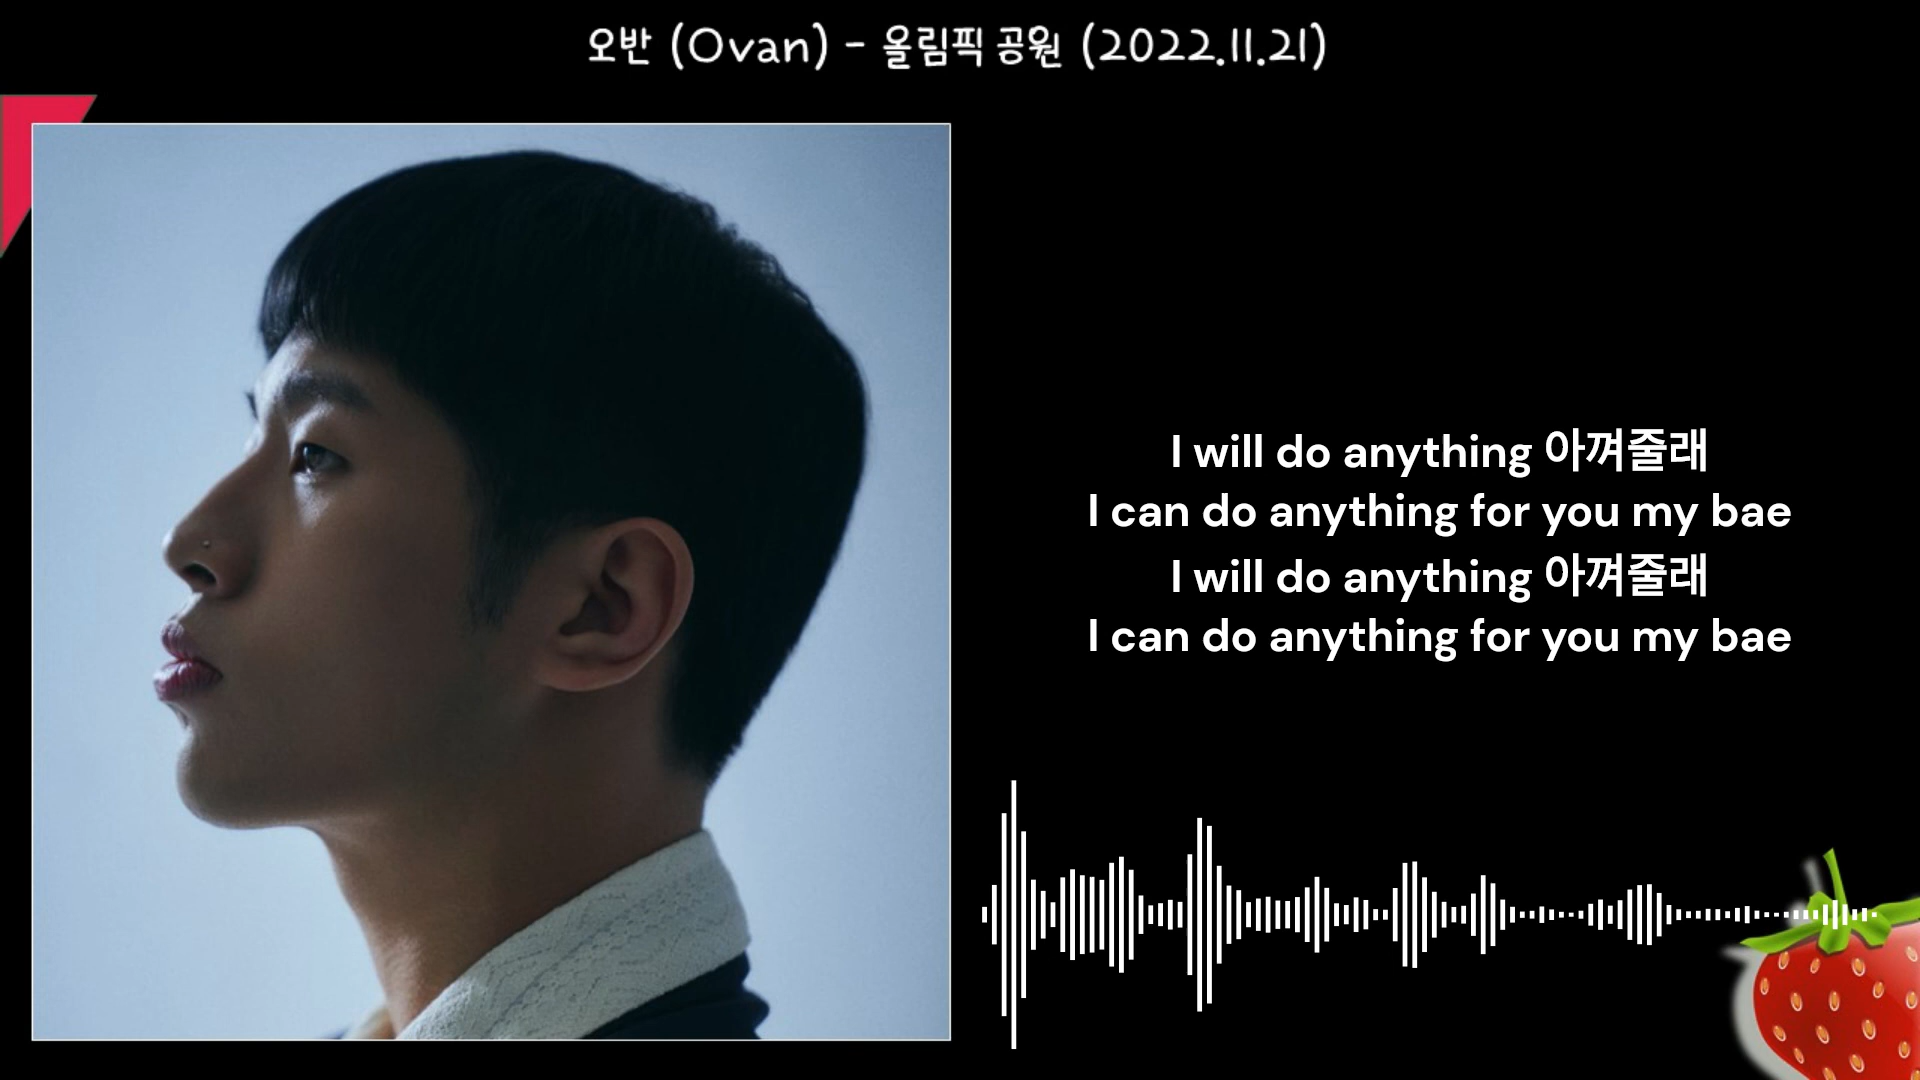 오반 (Ovan) - 올림픽 공원 (2022.11.21)
I will do anything 아껴줄래
I can do anything for you my bae
I will do anything 아껴줄래
I can do anything for you my bae